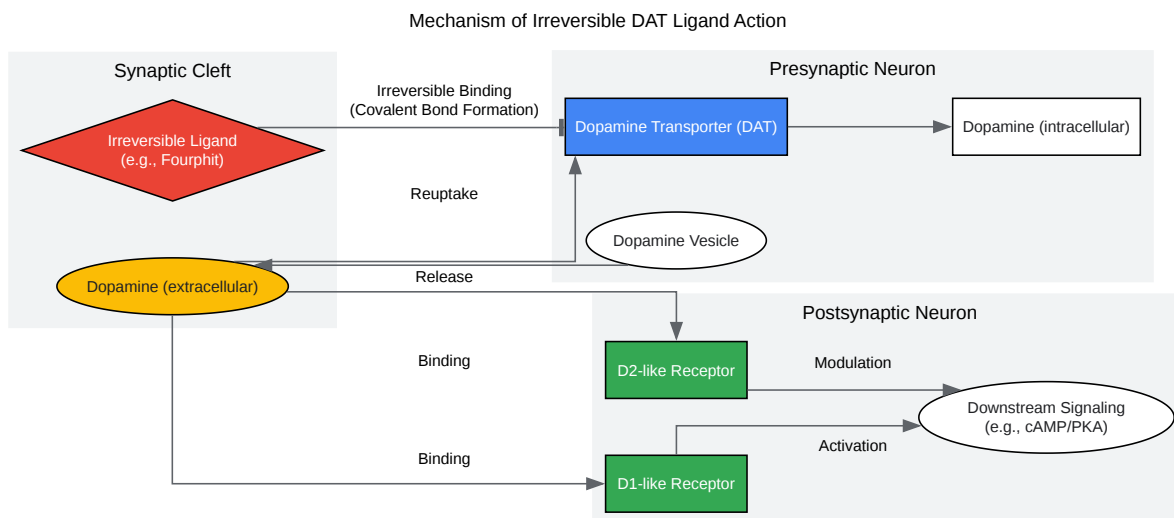 Mechanism of Irreversible DAT Ligand Action
Synaptic Cleft
Presynaptic Neuron
Irreversible Binding
(Covalent Bond Formation)
Irreversible Ligand
(e.g., Fourphit)
Dopamine Transporter (DAT)
Dopamine (intracellular)
Reuptake
Dopamine Vesicle
Release
Dopamine (extracellular)
Postsynaptic Neuron
Binding
D2-like Receptor
Modulation
Downstream Signaling
(e.g., cAMP/PKA)
Activation
Binding
D1-like Receptor